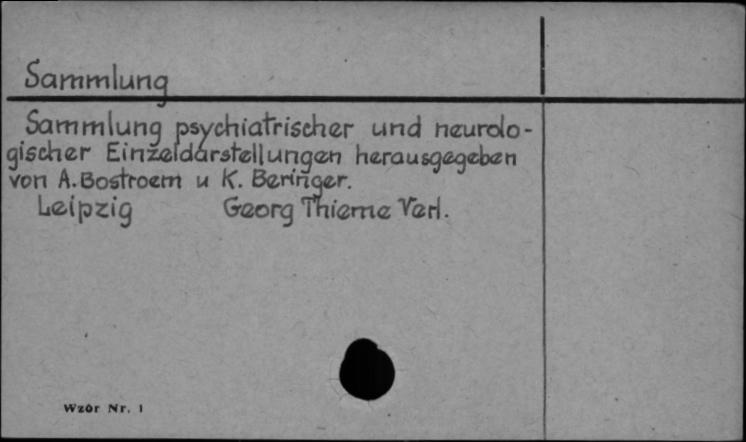 Sammlung
Sammlung psychiatrischer und neurolo-
gischer Einzeldarstellungen herausgegeben
von A. Bostroem u K. Beringer.
Leipzig Georg Thieme Verl.
Wzór Nr. 1